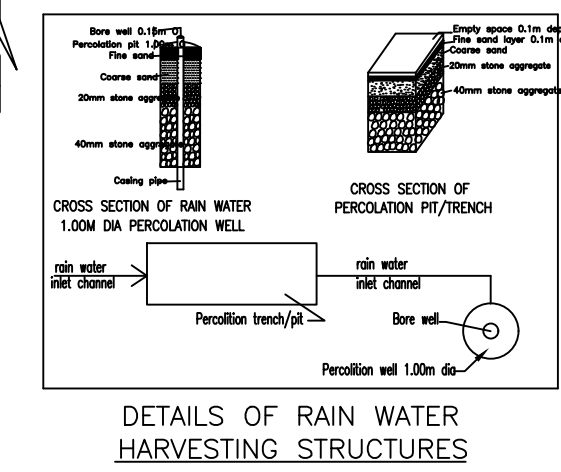 Bore well 0.15m
Percolation pit 1.00m
Fine sand
Coarse sand
20mm stone aggre
40mm stone aggre
Casing pipe
CROSS SECTION OF RAIN WATER
1.00M DIA PERCOLATION WELL
Empty space 0.1m dep
Fine sand layer 0.1m
Coarse sand
20mm stone aggregate
40mm stone aggregate
CROSS SECTION OF
PERCOLATION PIT/TRENCH
rain water
inlet channel
Percolition trench/pit
rain water
inlet channel
Bore well
Percolition well 1.00m dia
DETAILS OF RAIN WATER
HARVESTING STRUCTURES